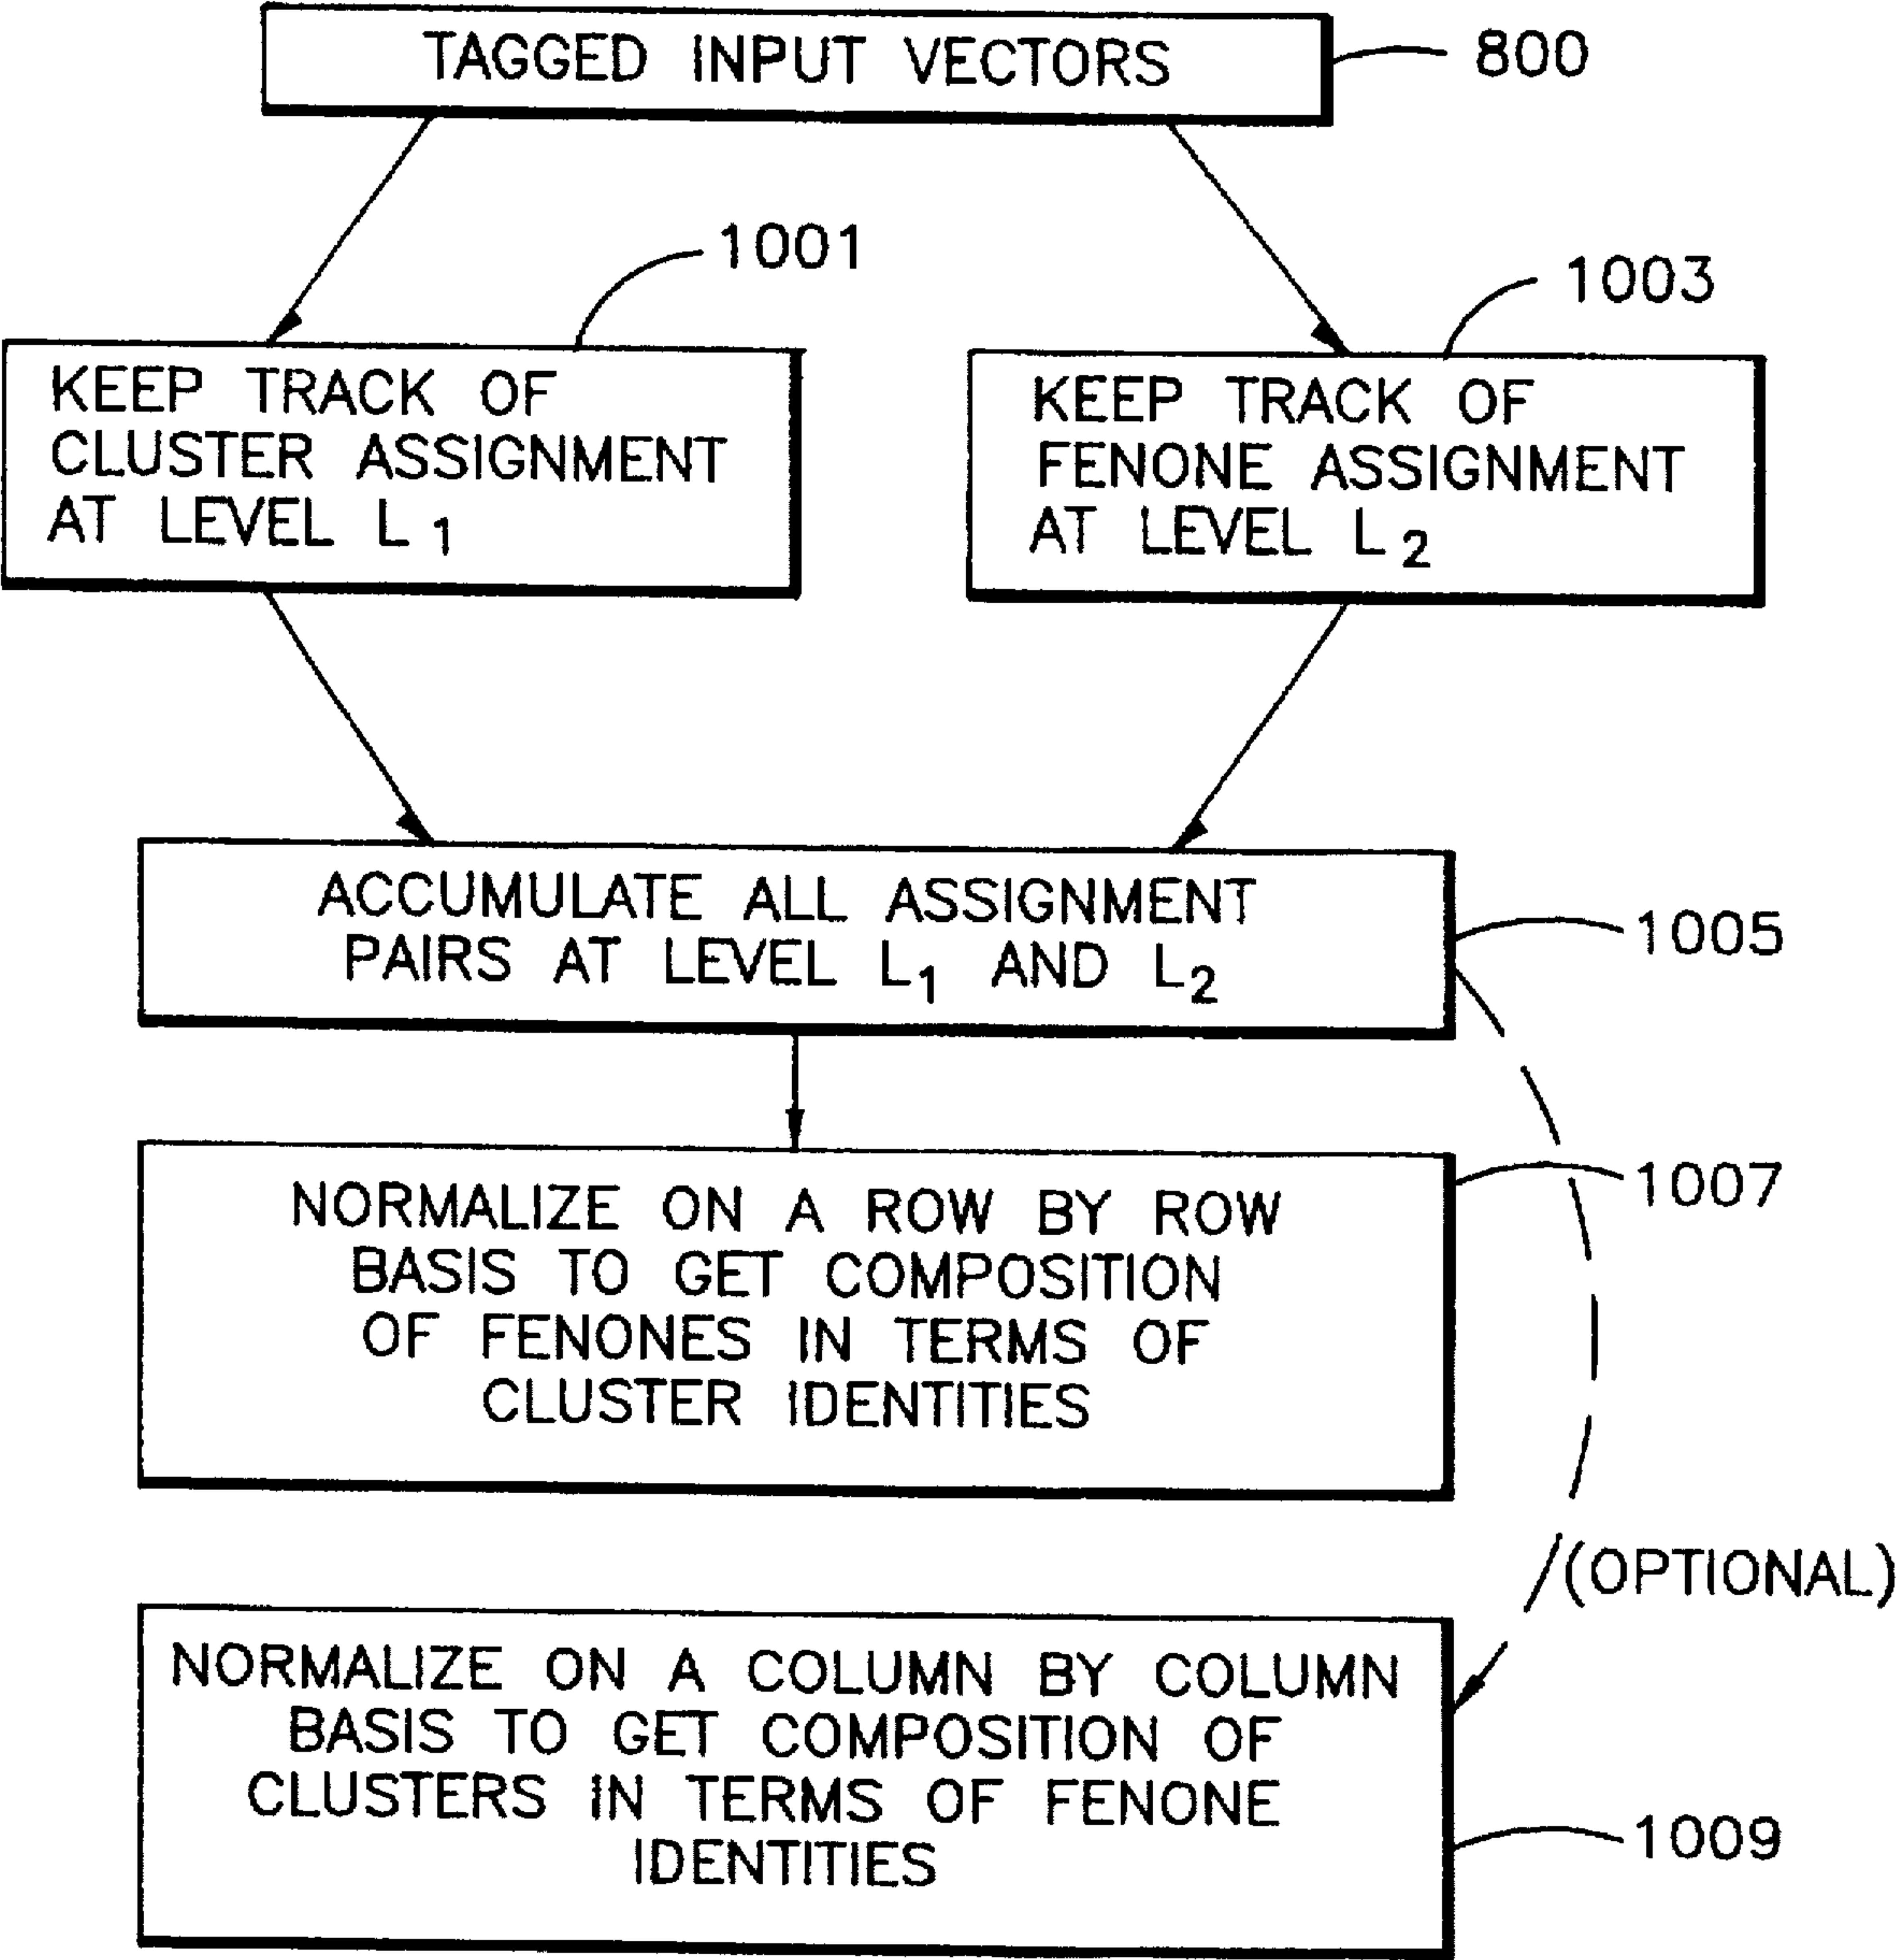 TAGGED INPUT VECTORS
800
1001
1003
KEEP TRACK OF
CLUSTER ASSIGNMENT
AT LEVEL L1
KEEP TRACK OF
FENONE ASSIGNMENT
AT LEVEL L2
ACCUMULATE ALL ASSIGNMENT
PAIRS AT LEVEL L1 AND L2
1005
NORMALIZE ON A ROW BY ROW
BASIS TO GET COMPOSITION
OF FENONES IN TERMS OF
CLUSTER IDENTITIES
1007
(OPTIONAL)
NORMALIZE ON A COLUMN BY COLUMN
BASIS TO GET COMPOSITION OF
CLUSTERS IN TERMS OF FENONE
IDENTITIES
1009